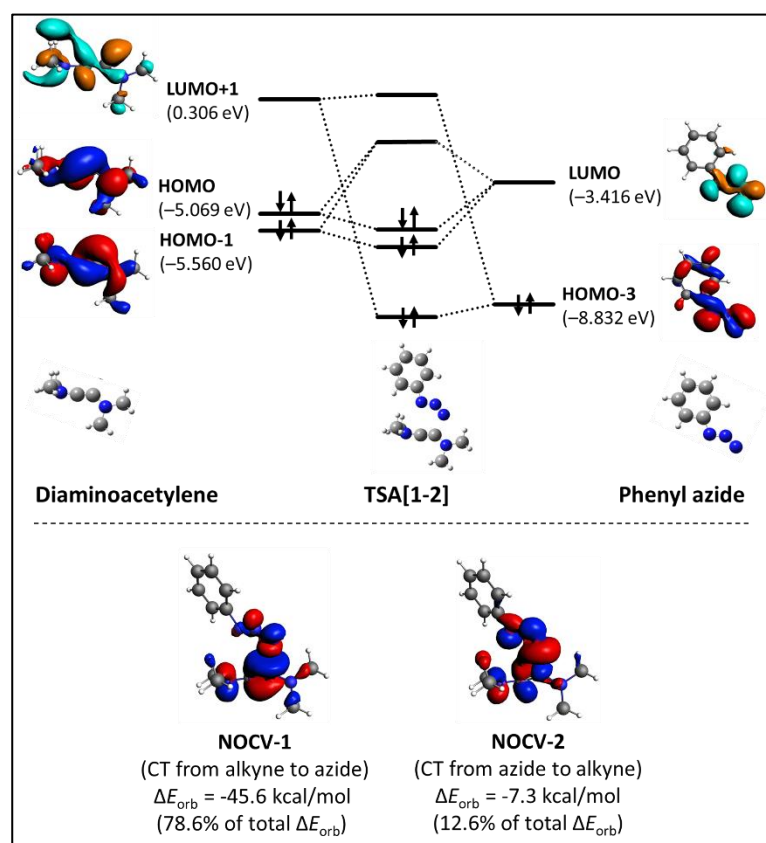 LUMO+1
(0.306 eV)
HOMO
(−5.069 eV)
HOMO-1
(−5.560 eV)
LUMO
(−3.416 eV)
HOMO-3
(−8.832 eV)
Diaminoacetylene
TSA[1-2]
Phenyl azide
NOCV-1
(CT from alkyne to azide)
ΔEorb = -45.6 kcal/mol
(78.6% of total ΔEorb)
NOCV-2
(CT from azide to alkyne)
ΔEorb = -7.3 kcal/mol
(12.6% of total ΔEorb)